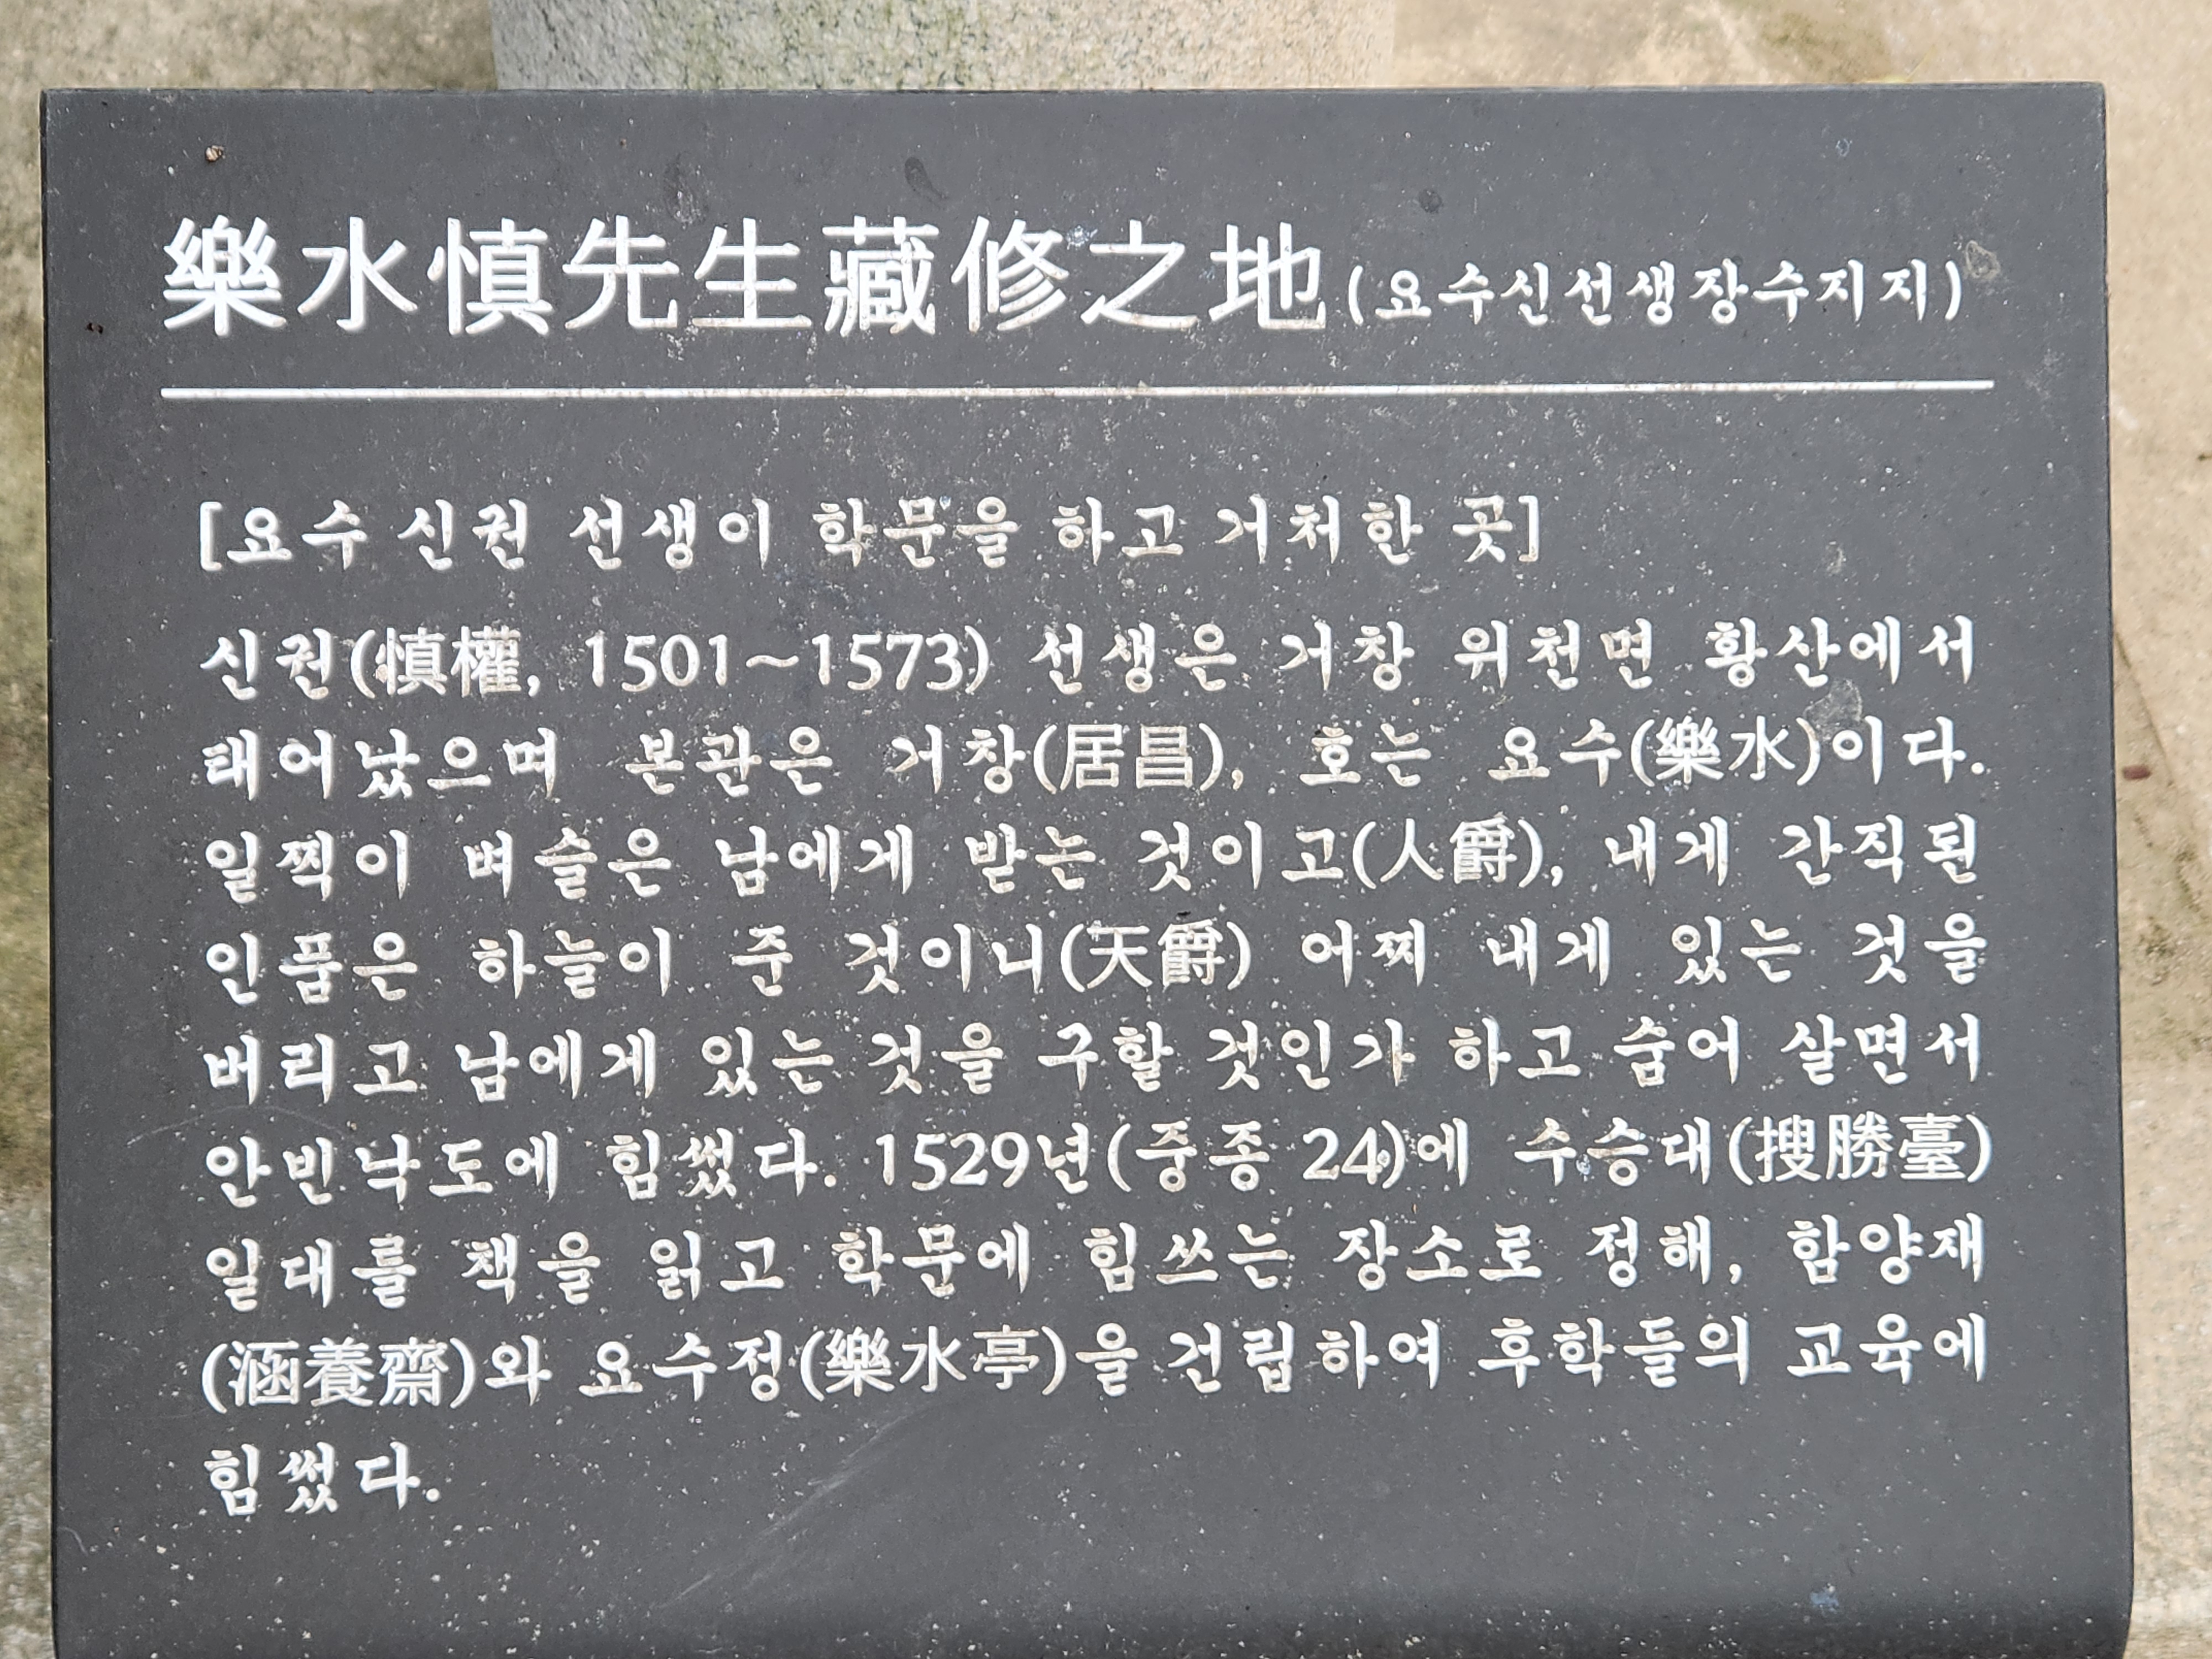 樂水愼先生藏修之地(요수신선생장수지지)
[요수 신권 선생이 학문을 하고 거처한 곳]
신권(愼權, 1501~1573) 선생은 거창 위천면 황산에서
태어났으며 본관은 거창(居昌), 호는 요수(樂水)이다.
일찍이 벼슬은 남에게 받는 것이고(人爵), 내게 간직된
인품은 하늘이 준 것이니(天爵) 어찌 내게 있는 것을
버리고 남에게 있는 것을 구할 것인가 하고 숨어 살면서
안빈낙도에 힘썼다. 1529년(중종 24)에 수승대(搜勝臺)
일대를 책을 읽고 학문에 힘쓰는 장소로 정해, 함양재
(涵養齋)와 요수정(樂水亭)을 건립하여 후학들의 교육에
힘썼다.